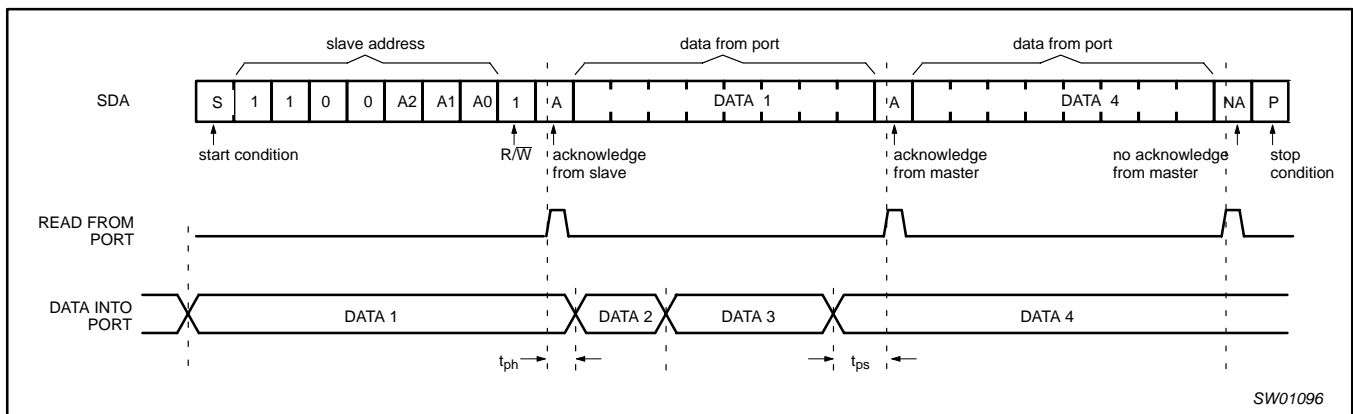 slave address data from port data from port
SDA S 1 1 0 0 A2 A1 A0 1 A DATA 1 A DATA 4 NA P
start condition R/W̅ acknowledge from slave acknowledge from master no acknowledge from master stop condition
READ FROM PORT
DATA INTO PORT DATA 1 DATA 2 DATA 3 DATA 4
tph tps
SW01096